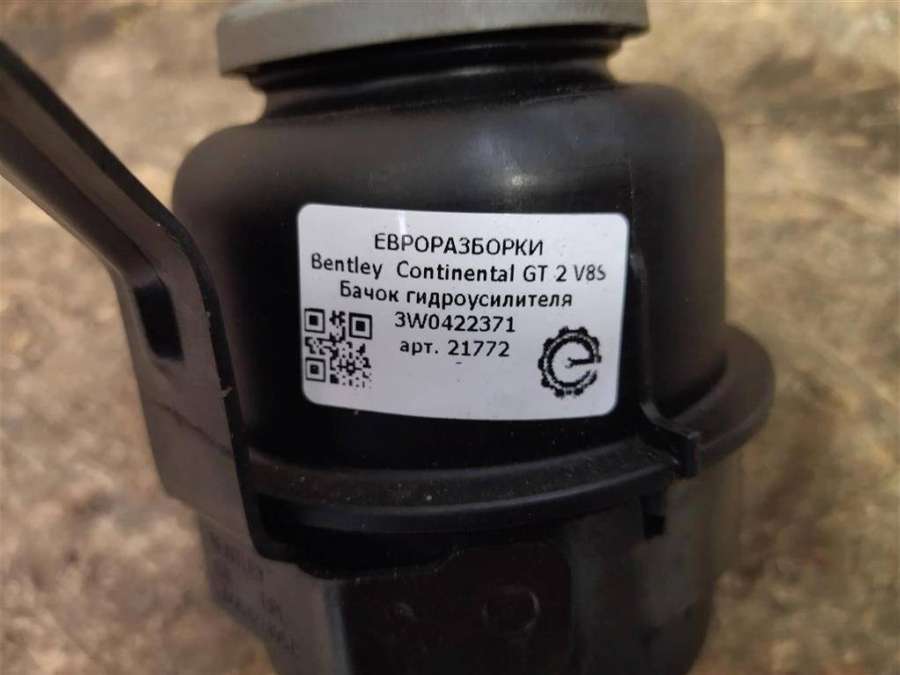 ЕВРОРАЗБОРКИ
Bentley Continental GT 2 V8S
Бачок гидроусилителя
3W0422371
арт. 21772